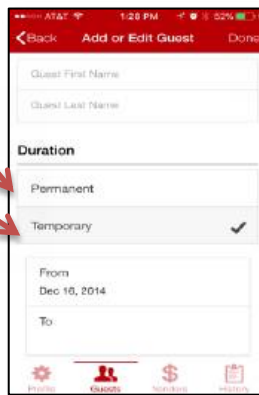 AT&T 1:28 PM 52%
Back Add or Edit Guest Done
Guest First Name
Guest Last Name
Duration
Permanent
Temporary
From
Dec 16, 2014
To
Profile Guests Vendors History